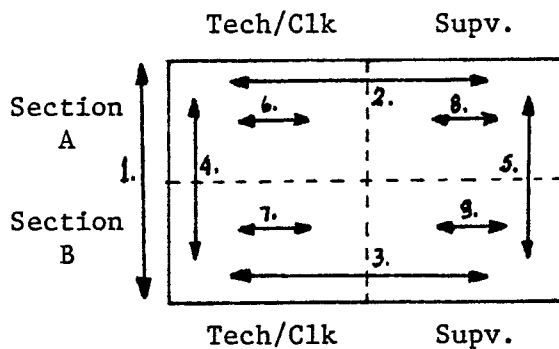 Tech/Clk Supv.
Section
A
6. 2. 8.
1. 4. 5.
Section
B
7. 9.
3.
Tech/Clk Supv.